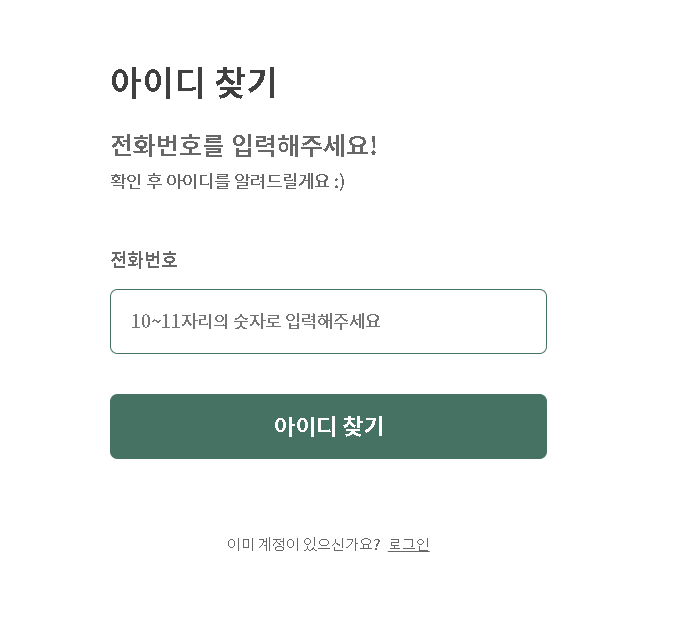 아이디 찾기
전화번호를 입력해주세요!
확인 후 아이디를 알려드릴게요 :)
전화번호
10~11자리의 숫자로 입력해주세요
아이디 찾기
이미 계정이 있으신가요? 로그인